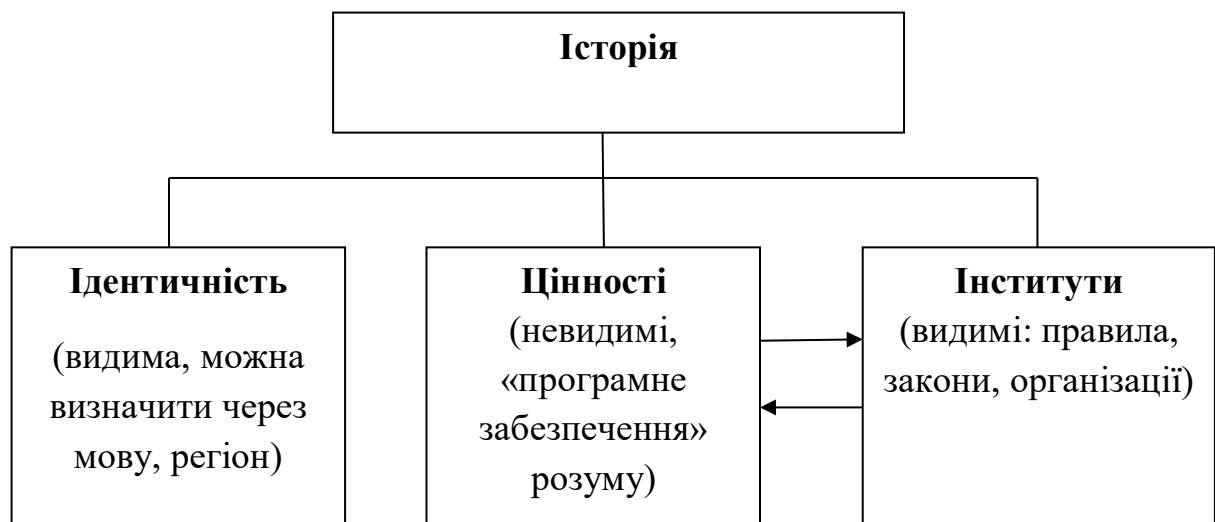 Історія
Ідентичність
(видима, можна
визначити через
мову, регіон)
Цінності
(невидимі,
«програмне
забезпечення»
розуму)
Інститути
(видимі: правила,
закони, організації)